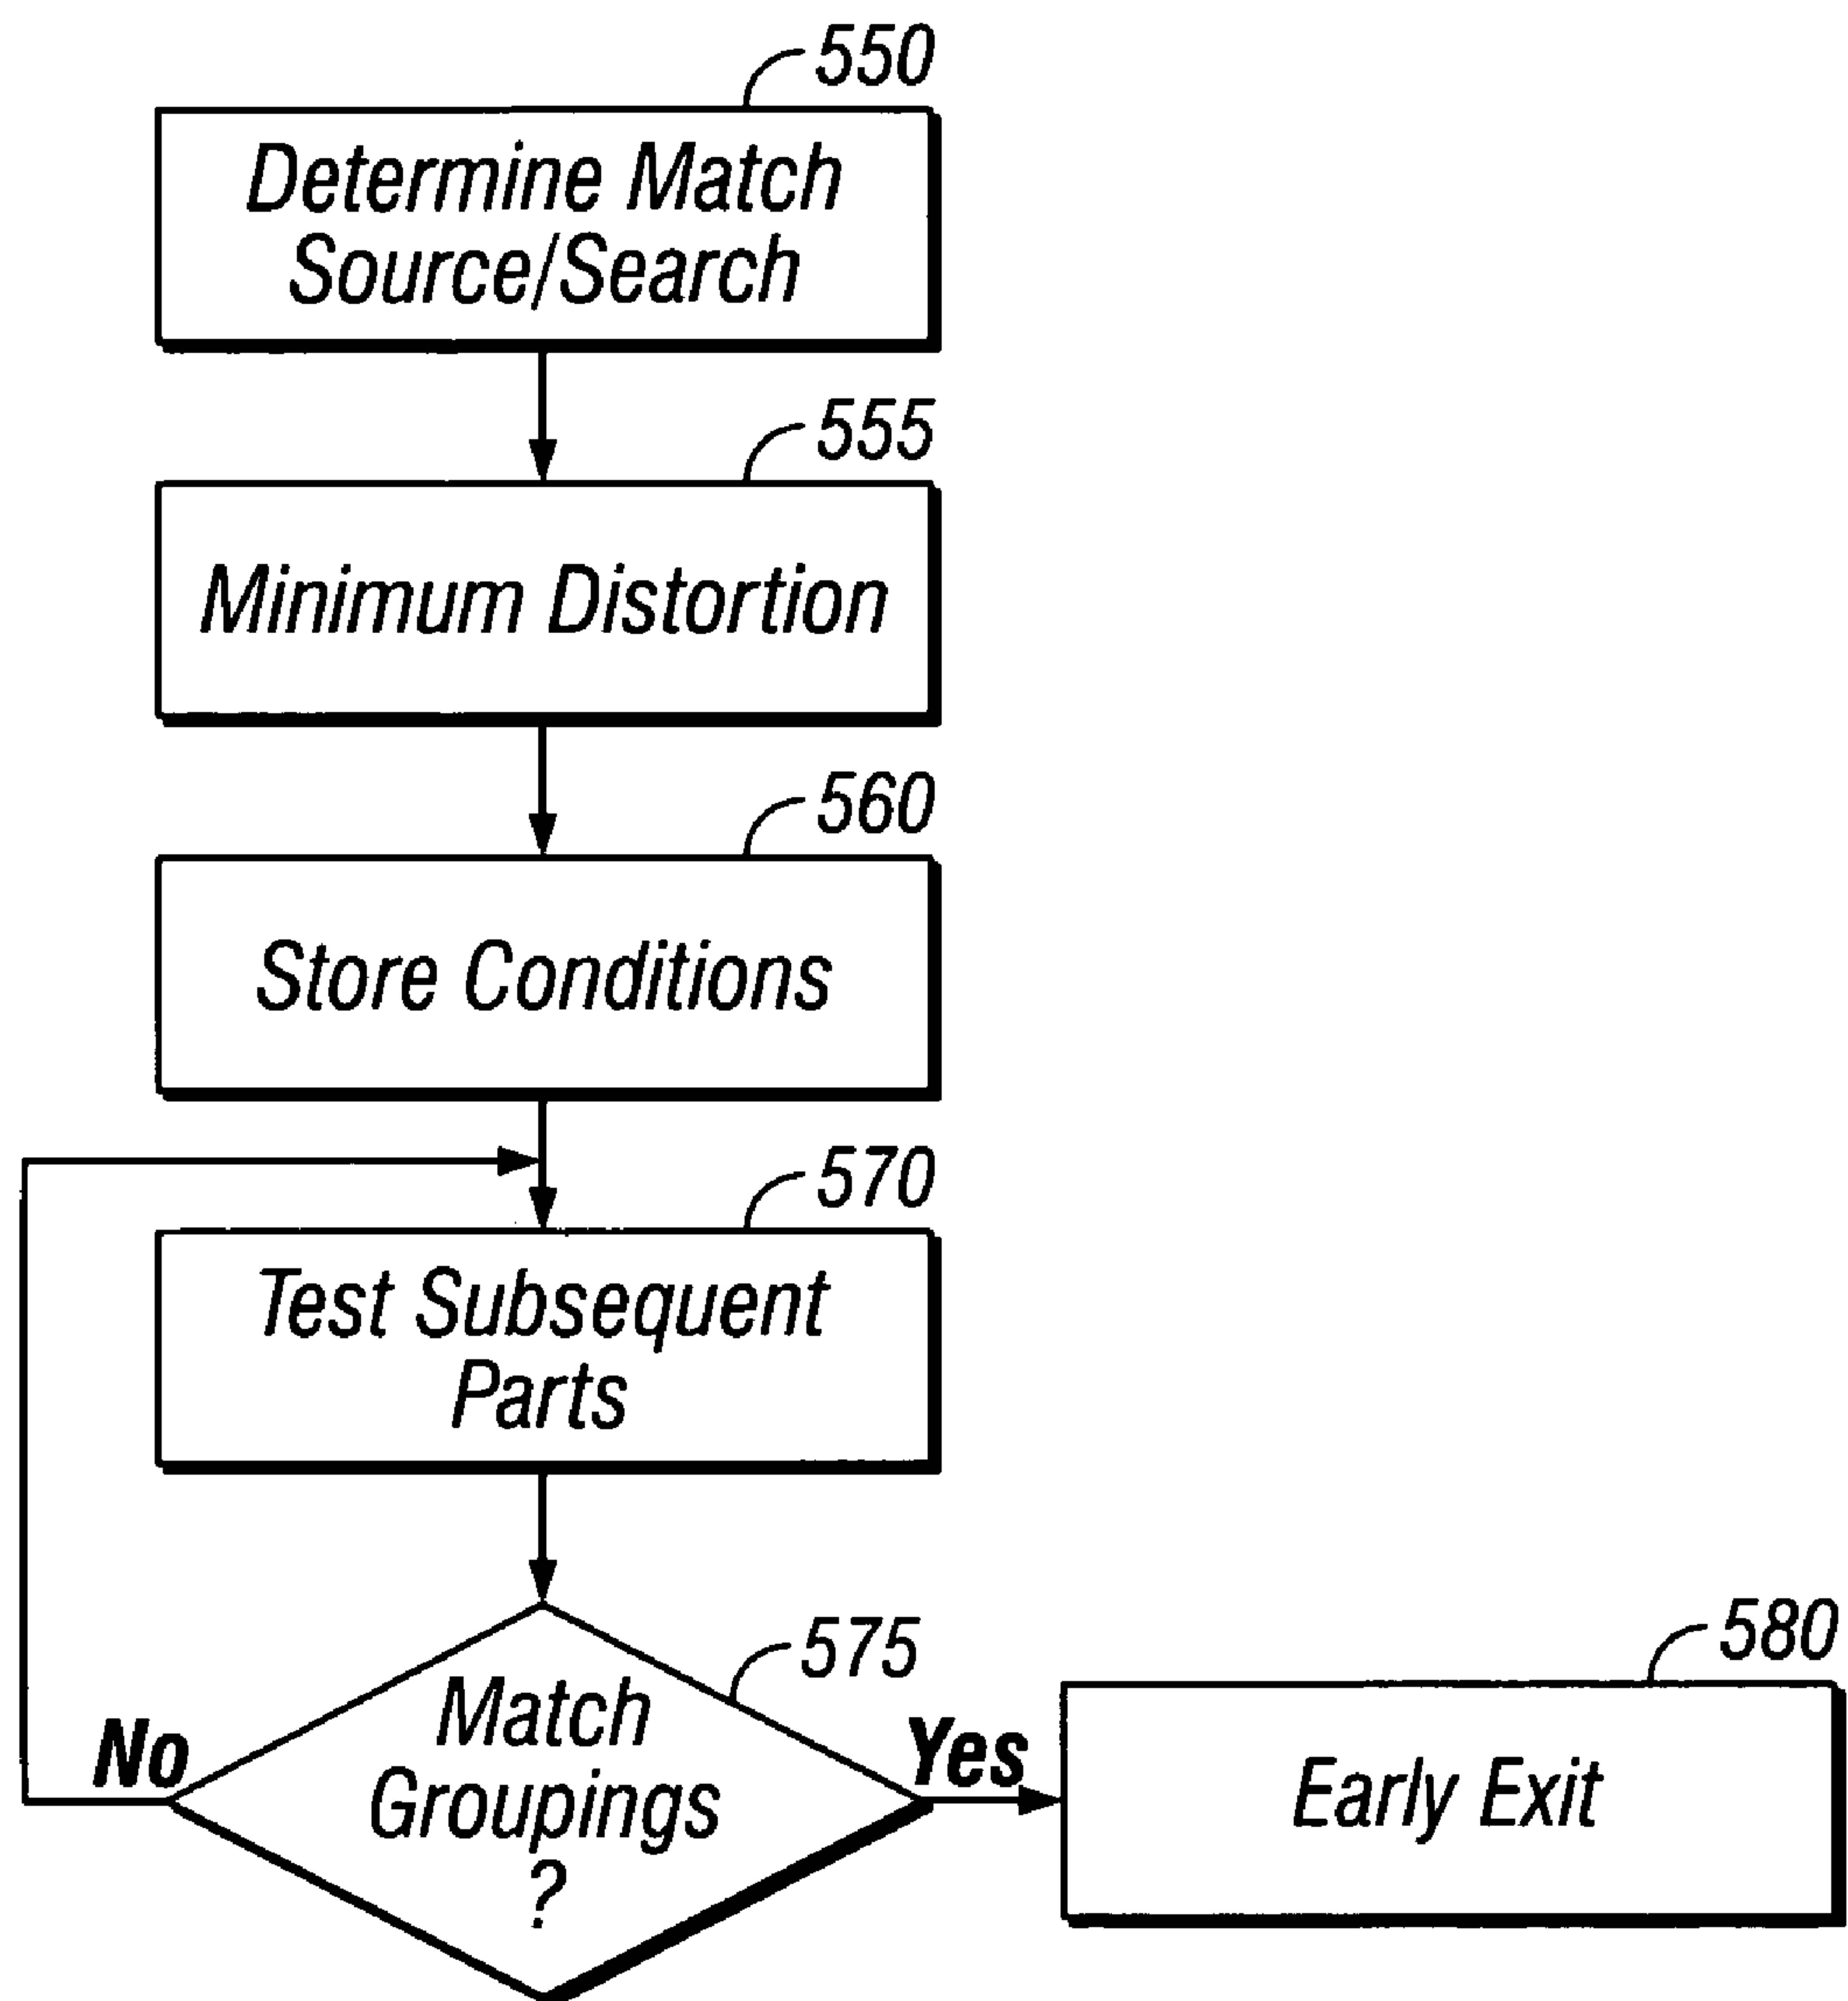 550
Determine Match
Source/Search
555
Minimum Distortion
560
Store Conditions
570
Test Subsequent
Parts
575
Match
Groupings
?
No
Yes
580
Early Exit